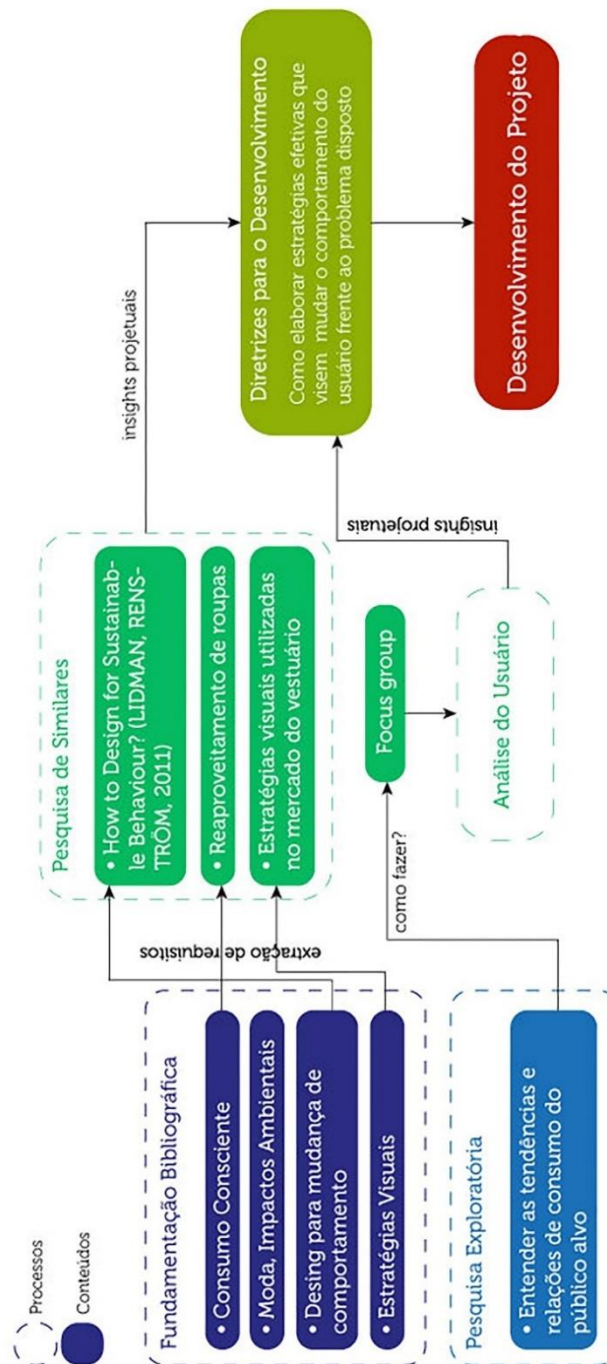 Processos
Conteúdos
Fundamentação Bibliográfica
• Consumo Consciente
• Moda, Impactos Ambientais
• Desing para mudança de
comportamento
• Estratégias Visuais
extração de requisitos
Pesquisa de Similares
• How to Design for Sustainab-
le Behaviour? (LIDMAN, RENS-
TRÖM, 2011)
• Reaproveitamento de roupas
• Estratégias visuais utilizadas
no mercado do vestuário
insights projetuais
Pesquisa Exploratória
• Entender as tendências e
relações de consumo do
público alvo
como fazer?
Focus group
Análise do Usuário
insights projetuais
Diretrizes para o Desenvolvimento
Como elaborar estratégias efetivas que
visem mudar o comportamento do
usuário frente ao problema disposto
Desenvolvimento do Projeto